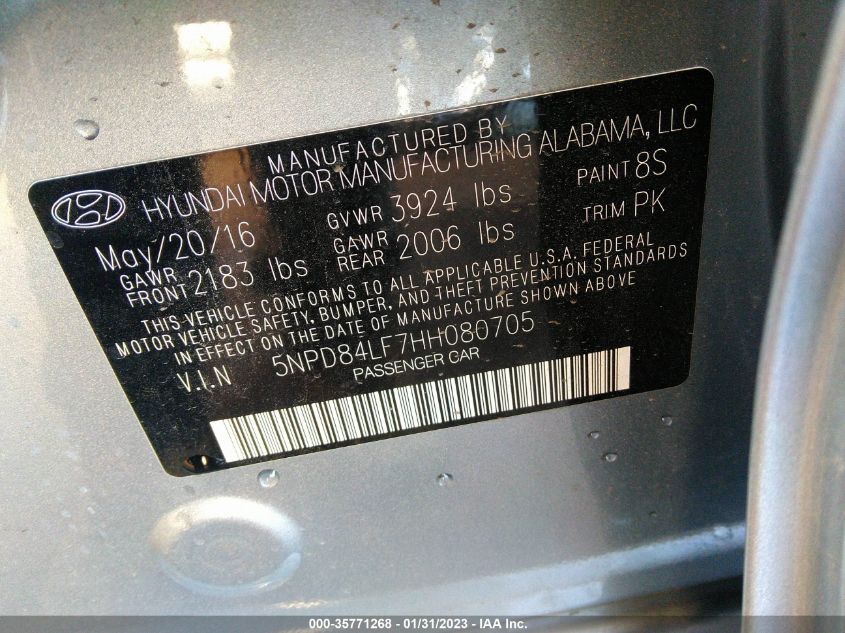 MANUFACTURED BY
HYUNDAI MOTOR MANUFACTURING ALABAMA, LLC
May/20/16 GVWR 3924 lbs PAINT 8S
GAWR FRONT 2183 lbs GAWR REAR 2006 lbs TRIM PK
THIS VEHICLE CONFORMS TO ALL APPLICABLE U.S.A. FEDERAL
MOTOR VEHICLE SAFETY, BUMPER, AND THEFT PREVENTION STANDARDS
IN EFFECT ON THE DATE OF MANUFACTURE SHOWN ABOVE
V.I.N 5NPD84LF7HH080705
PASSENGER CAR
000-35771268 - 01/31/2023 - IAA Inc.